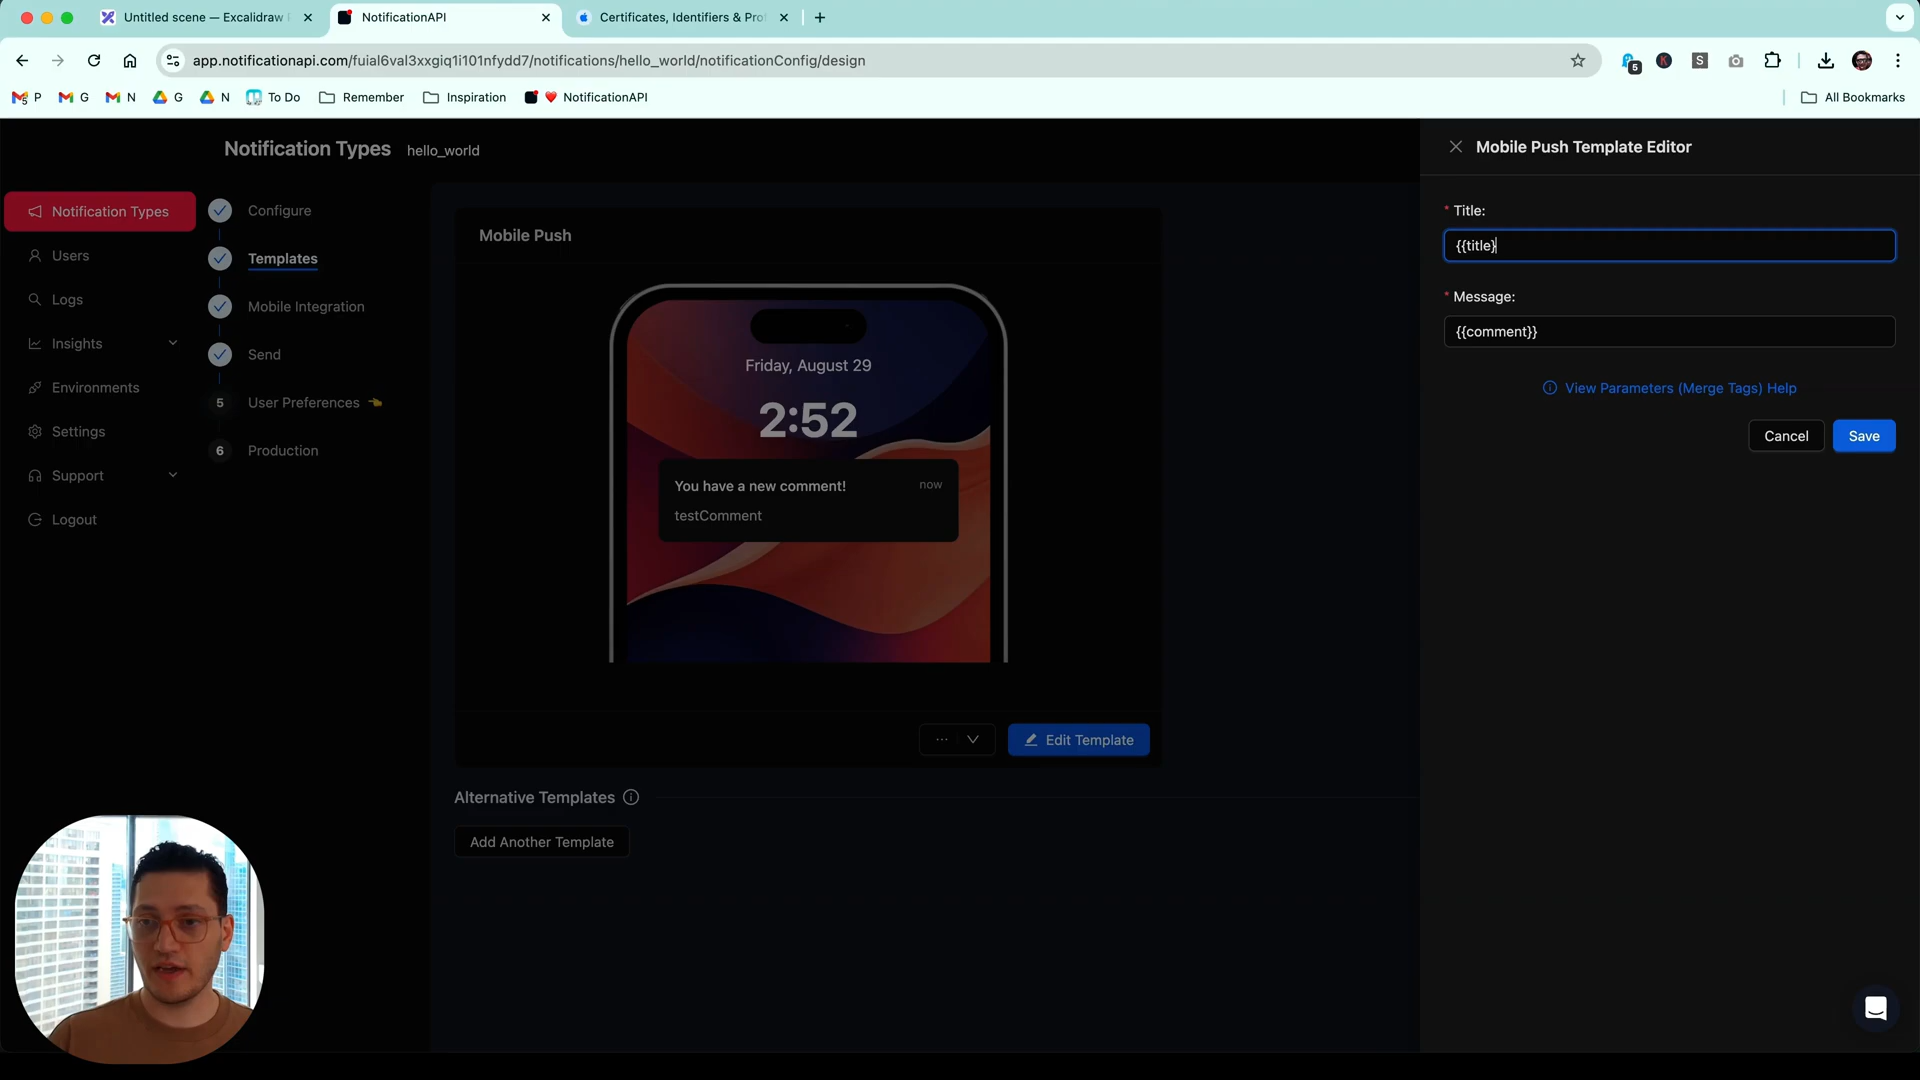 Untitled scene — Excalidraw
NotificationAPI
Certificates, Identifiers & Pro
app.notificationapi.com/fuial6val3xxgiq1i101nfydd7/notifications/hello_world/notificationConfig/design
5
K
S
P
G
N
G
N
To Do
Remember
Inspiration
NotificationAPI
All Bookmarks
Notification Types
hello_world
Mobile Push Template Editor
Notification Types
Users
Logs
Insights
Environments
Settings
Support
Logout
Configure
Templates
Mobile Integration
Send
5
User Preferences
6
Production
Mobile Push
Friday, August 29
2:52
You have a new comment!
now
testComment
... 
Edit Template
Alternative Templates
Add Another Template
* Title:
{{title}
* Message:
{{comment}}
View Parameters (Merge Tags) Help
Cancel
Save